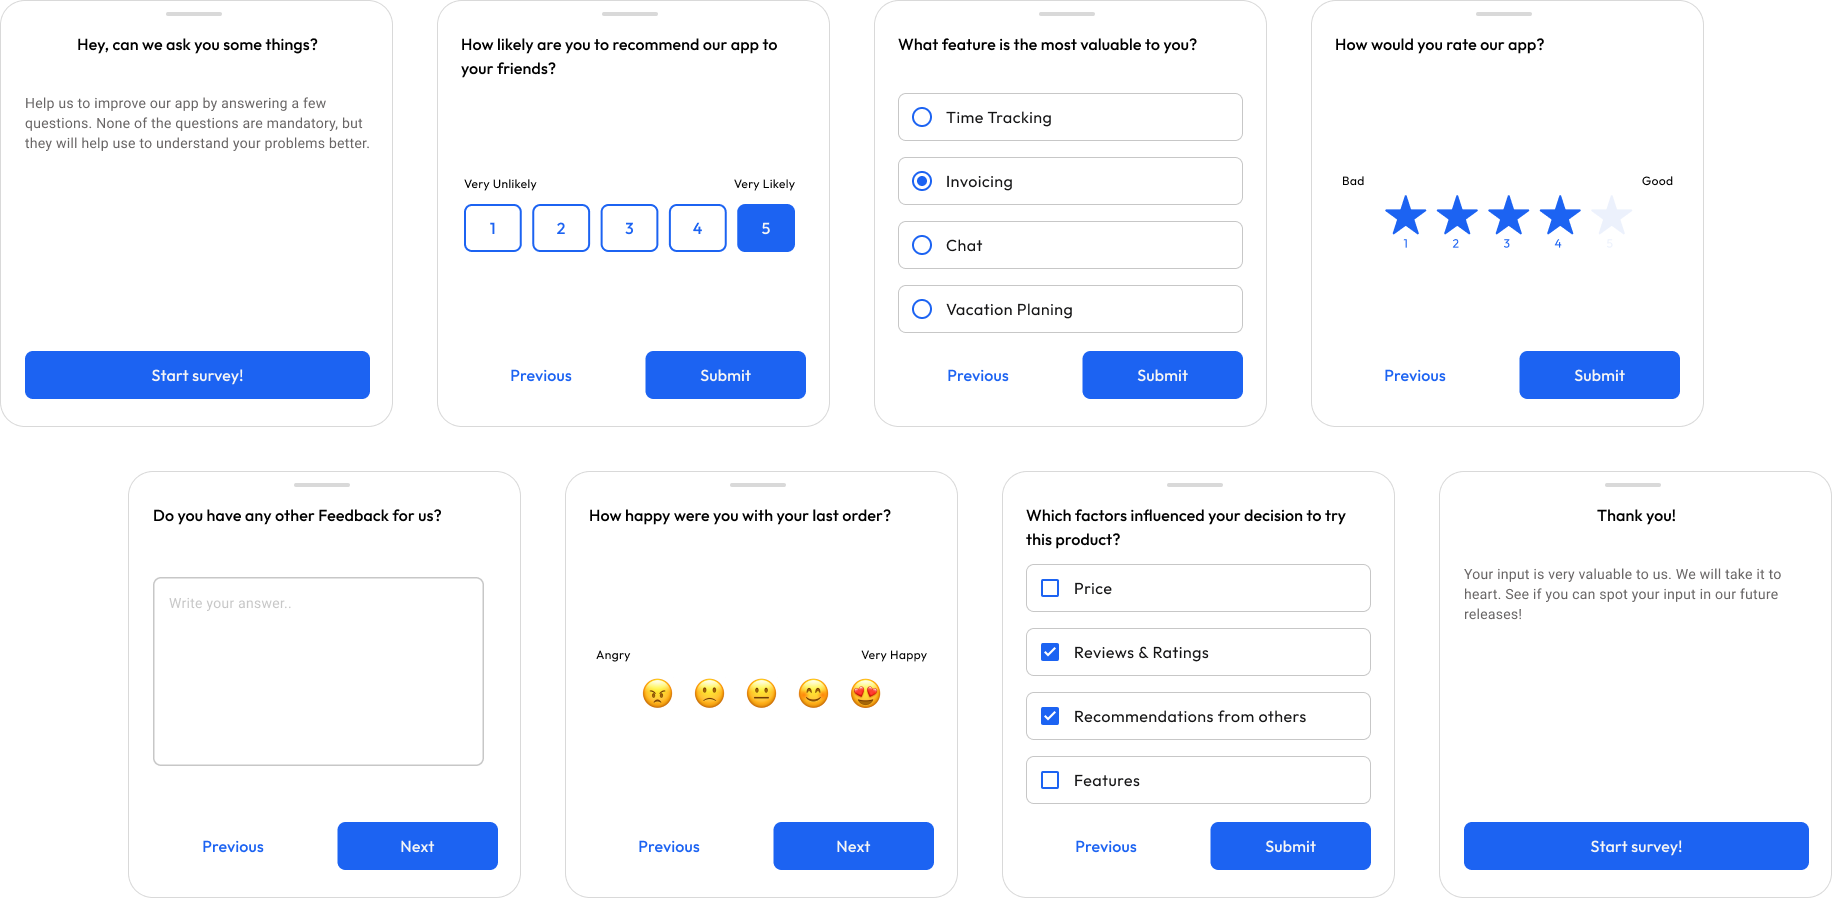 Hey, can we ask you some things?
Help us to improve our app by answering a few
questions. None of the questions are mandatory, but
they will help use to understand your problems better.
Start survey!
How likely are you to recommend our app to
your friends?
Very Unlikely Very Likely
1 2 3 4 5
Previous Submit
What feature is the most valuable to you?
Time Tracking
Invoicing
Chat
Vacation Planing
Previous Submit
How would you rate our app?
Bad Good
1 2 3 4 5
Previous Submit
Do you have any other Feedback for us?
Write your answer..
Previous Next
How happy were you with your last order?
Angry Very Happy
Previous Next
Which factors influenced your decision to try
this product?
Price
Reviews & Ratings
Recommendations from others
Features
Previous Submit
Thank you!
Your input is very valuable to us. We will take it to
heart. See if you can spot your input in our future
releases!
Start survey!